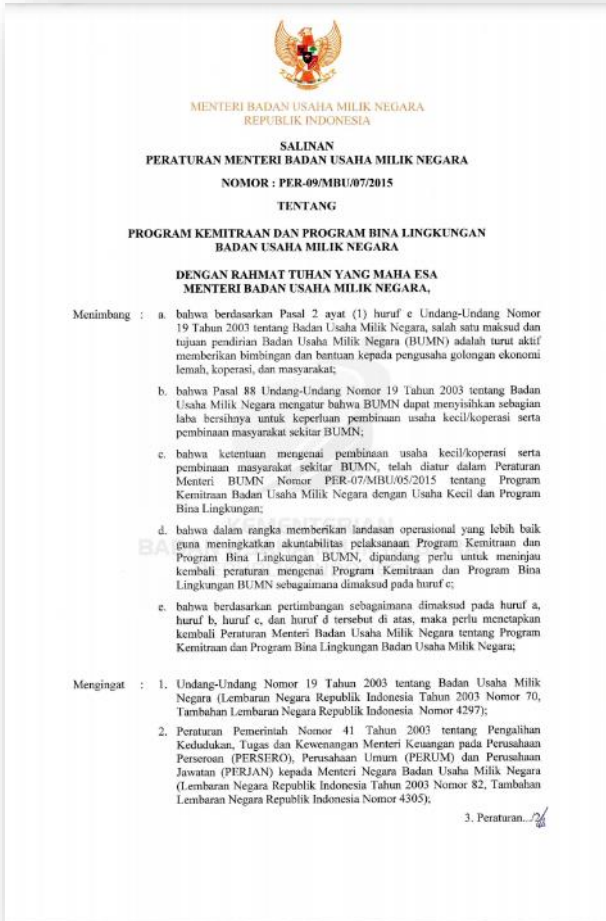 MENTERI BADAN USAHA MILIK NEGARA
REPUBLIK INDONESIA
SALINAN
PERATURAN MENTERI BADAN USAHA MILIK NEGARA
NOMOR : PER-09/MBU/07/2015
TENTANG
PROGRAM KEMITRAAN DAN PROGRAM BINA LINGKUNGAN
BADAN USAHA MILIK NEGARA
DENGAN RAHMAT TUHAN YANG MAHA ESA
MENTERI BADAN USAHA MILIK NEGARA,
Menimbang : a. bahwa berdasarkan Pasal 2 ayat (1) huruf e Undang-Undang Nomor
19 Tahun 2003 tentang Badan Usaha Milik Negara, salah satu maksud dan
tujuan pendirian Badan Usaha Milik Negara (BUMN) adalah turut aktif
memberikan bimbingan dan bantuan kepada pengusaha golongan ekonomi
lemah, koperasi, dan masyarakat;
b. bahwa Pasal 88 Undang-Undang Nomor 19 Tahun 2003 tentang Badan
Usaha Milik Negara mengatur bahwa BUMN dapat menyisihkan sebagian
laba bersihnya untuk keperluan pembinaan usaha kecil/koperasi serta
pembinaan masyarakat sekitar BUMN;
c. bahwa ketentuan mengenai pembinaan usaha kecil/koperasi serta
pembinaan masyarakat sekitar BUMN, telah diatur dalam Peraturan
Menteri BUMN Nomor PER-07/MBU/05/2015 tentang Program
Kemitraan Badan Usaha Milik Negara dengan Usaha Kecil dan Program
Bina Lingkungan;
d. bahwa dalam rangka memberikan landasan operasional yang lebih baik
guna meningkatkan akuntabilitas pelaksanaan Program Kemitraan dan
Program Bina Lingkungan BUMN, dipandang perlu untuk meninjau
kembali peraturan mengenai Program Kemitraan dan Program Bina
Lingkungan BUMN sebagaimana dimaksud pada huruf c;
e. bahwa berdasarkan pertimbangan sebagaimana dimaksud pada huruf a,
huruf b, huruf c, dan huruf d tersebut di atas, maka perlu menetapkan
kembali Peraturan Menteri Badan Usaha Milik Negara tentang Program
Kemitraan dan Program Bina Lingkungan Badan Usaha Milik Negara;
Mengingat : 1. Undang-Undang Nomor 19 Tahun 2003 tentang Badan Usaha Milik
Negara (Lembaran Negara Republik Indonesia Tahun 2003 Nomor 70,
Tambahan Lembaran Negara Republik Indonesia Nomor 4297);
2. Peraturan Pemerintah Nomor 41 Tahun 2003 tentang Pengalihan
Kedudukan, Tugas dan Kewenangan Menteri Keuangan pada Perusahaan
Perseroan (PERSERO), Perusahaan Umum (PERUM) dan Perusahaan
Jawatan (PERJAN) kepada Menteri Negara Badan Usaha Milik Negara
(Lembaran Negara Republik Indonesia Tahun 2003 Nomor 82, Tambahan
Lembaran Negara Republik Indonesia Nomor 4305);
3. Peraturan...